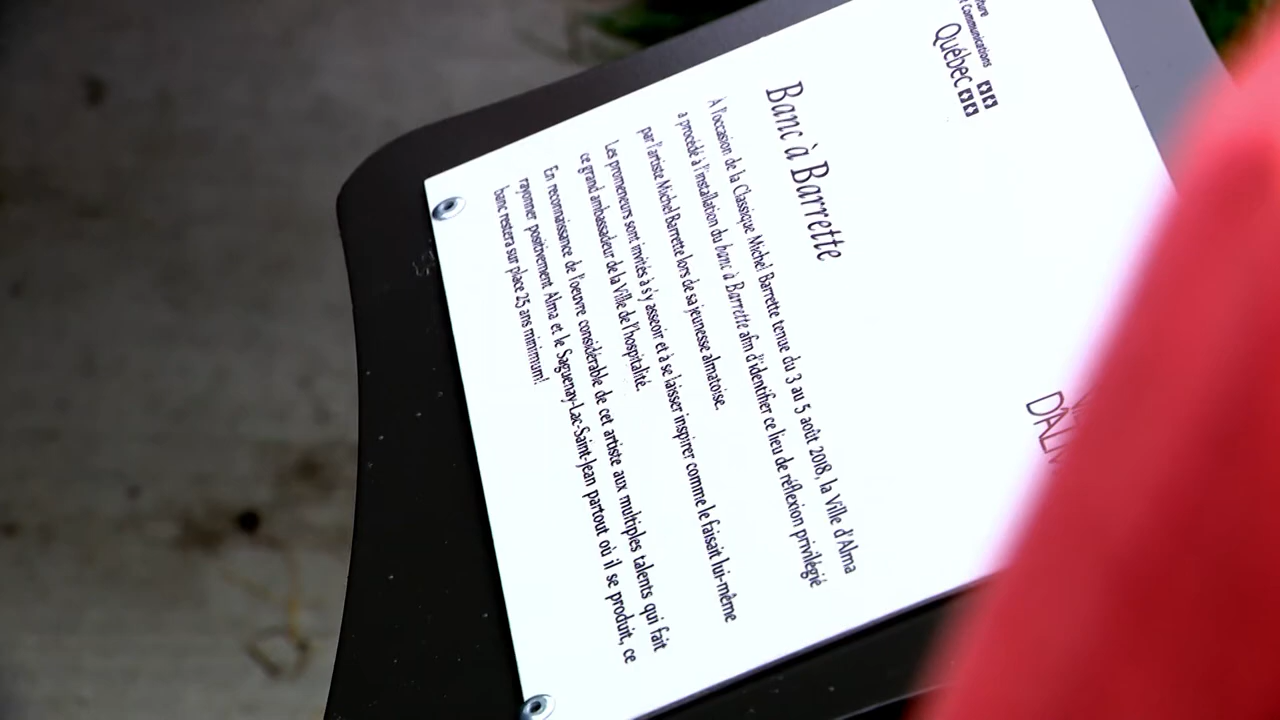 Communications
Québec
D'AL
Banc à Barrette
À l'occasion de la Classique Michel Barrette tenue du 3 au 5 août 2018, la Ville d'Alma
a procédé à l'installation du banc à Barrette afin d'identifier ce lieu de réflexion privilégié
par l'artiste Michel Barrette lors de sa jeunesse almatoise.
Les promeneurs sont invités à s'y asseoir et à se laisser inspirer comme le faisait lui-même
ce grand ambassadeur de la Ville de l'hospitalité.
En reconnaissance de l'oeuvre considérable de cet artiste aux multiples talents qui fait
rayonner positivement Alma et le Saguenay-Lac-Saint-Jean partout où il se produit, ce
banc restera sur place 25 ans minimum!